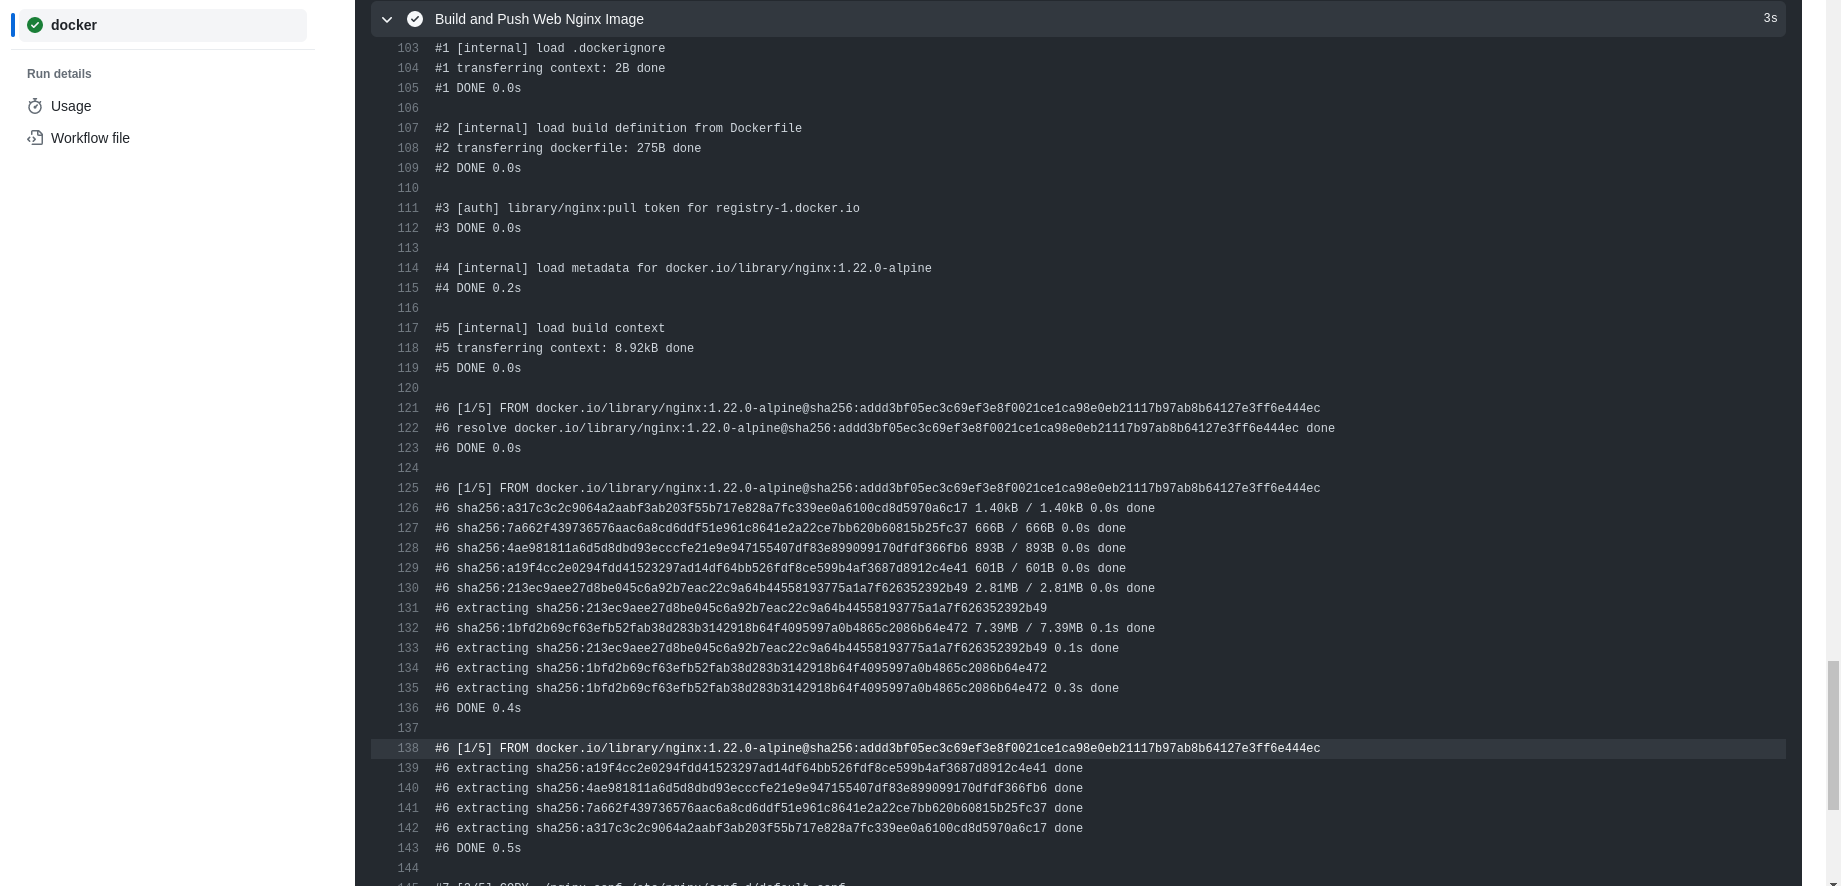 docker
Run details
Usage
Workflow file
Build and Push Web Nginx Image 3s
103 #1 [internal] load .dockerignore
104 #1 transferring context: 2B done
105 #1 DONE 0.0s
106
107 #2 [internal] load build definition from Dockerfile
108 #2 transferring dockerfile: 275B done
109 #2 DONE 0.0s
110
111 #3 [auth] library/nginx:pull token for registry-1.docker.io
112 #3 DONE 0.0s
113
114 #4 [internal] load metadata for docker.io/library/nginx:1.22.0-alpine
115 #4 DONE 0.2s
116
117 #5 [internal] load build context
118 #5 transferring context: 8.92kB done
119 #5 DONE 0.0s
120
121 #6 [1/5] FROM docker.io/library/nginx:1.22.0-alpine@sha256:addd3bf05ec3c69ef3e8f0021ce1ca98e0eb21117b97ab8b64127e3ff6e444ec
122 #6 resolve docker.io/library/nginx:1.22.0-alpine@sha256:addd3bf05ec3c69ef3e8f0021ce1ca98e0eb21117b97ab8b64127e3ff6e444ec done
123 #6 DONE 0.0s
124
125 #6 [1/5] FROM docker.io/library/nginx:1.22.0-alpine@sha256:addd3bf05ec3c69ef3e8f0021ce1ca98e0eb21117b97ab8b64127e3ff6e444ec
126 #6 sha256:a317c3c2c9064a2aabf3ab203f55b717e828a7fc339ee0a6100cd8d5970a6c17 1.40kB / 1.40kB 0.0s done
127 #6 sha256:7a662f439736576aac6a8cd6ddf51e961c8641e2a22ce7bb620b60815b25fc37 666B / 666B 0.0s done
128 #6 sha256:4ae981811a6d5d8dbd93ecccfe21e9e947155407df83e899099170dfdf366fb6 893B / 893B 0.0s done
129 #6 sha256:a19f4cc2e0294fdd41523297ad14df64bb526fdf8ce599b4af3687d8912c4e41 601B / 601B 0.0s done
130 #6 sha256:213ec9aee27d8be045c6a92b7eac22c9a64b44558193775a1a7f626352392b49 2.81MB / 2.81MB 0.0s done
131 #6 extracting sha256:213ec9aee27d8be045c6a92b7eac22c9a64b44558193775a1a7f626352392b49
132 #6 sha256:1bfd2b69cf63efb52fab38d283b3142918b64f4095997a0b4865c2086b64e472 7.39MB / 7.39MB 0.1s done
133 #6 extracting sha256:213ec9aee27d8be045c6a92b7eac22c9a64b44558193775a1a7f626352392b49 0.1s done
134 #6 extracting sha256:1bfd2b69cf63efb52fab38d283b3142918b64f4095997a0b4865c2086b64e472
135 #6 extracting sha256:1bfd2b69cf63efb52fab38d283b3142918b64f4095997a0b4865c2086b64e472 0.3s done
136 #6 DONE 0.4s
137
138 #6 [1/5] FROM docker.io/library/nginx:1.22.0-alpine@sha256:addd3bf05ec3c69ef3e8f0021ce1ca98e0eb21117b97ab8b64127e3ff6e444ec
139 #6 extracting sha256:a19f4cc2e0294fdd41523297ad14df64bb526fdf8ce599b4af3687d8912c4e41 done
140 #6 extracting sha256:4ae981811a6d5d8dbd93ecccfe21e9e947155407df83e899099170dfdf366fb6 done
141 #6 extracting sha256:7a662f439736576aac6a8cd6ddf51e961c8641e2a22ce7bb620b60815b25fc37 done
142 #6 extracting sha256:a317c3c2c9064a2aabf3ab203f55b717e828a7fc339ee0a6100cd8d5970a6c17 done
143 #6 DONE 0.5s
144